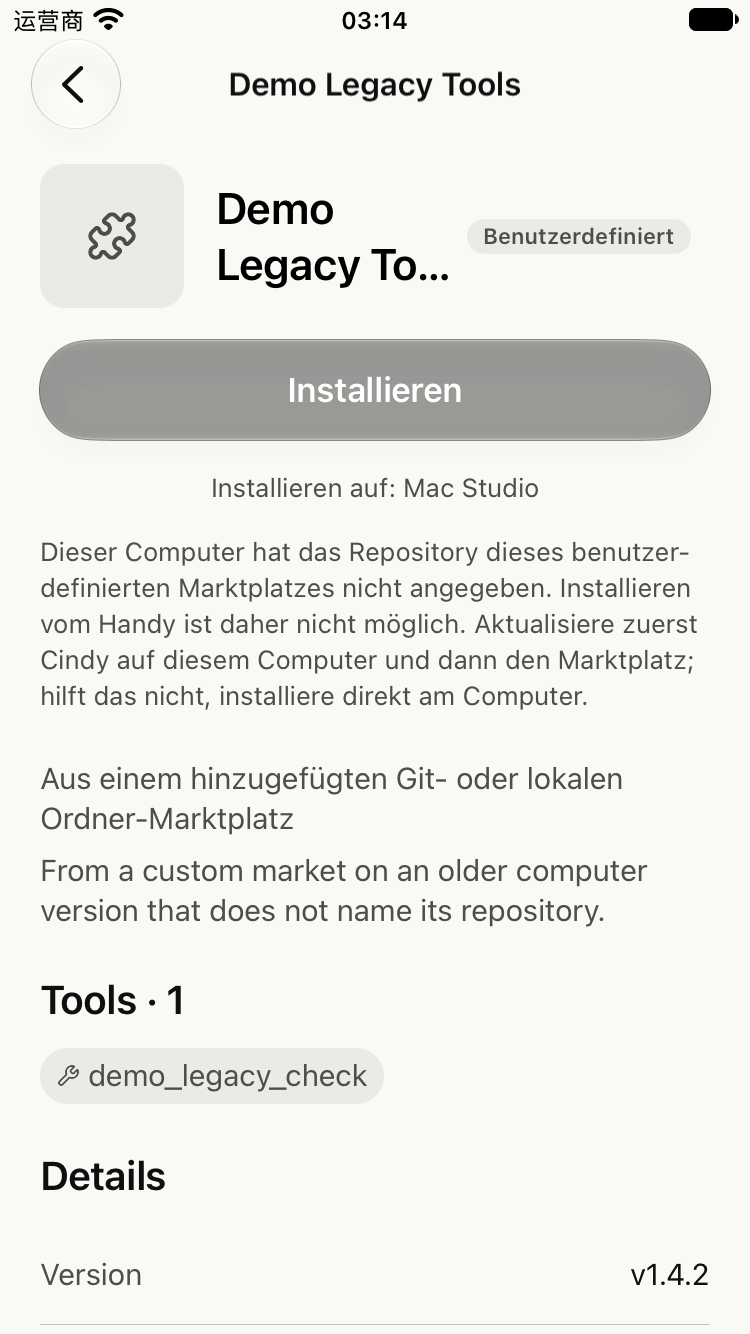 运营商 03:14
Demo Legacy Tools
Demo
Legacy To...
Benutzerdefiniert
Installieren
Installieren auf: Mac Studio
Dieser Computer hat das Repository dieses benutzer-
definierten Marktplatzes nicht angegeben. Installieren
vom Handy ist daher nicht möglich. Aktualisiere zuerst
Cindy auf diesem Computer und dann den Marktplatz;
hilft das nicht, installiere direkt am Computer.
Aus einem hinzugefügten Git- oder lokalen
Ordner-Marktplatz
From a custom market on an older computer
version that does not name its repository.
Tools · 1
demo_legacy_check
Details
Version v1.4.2